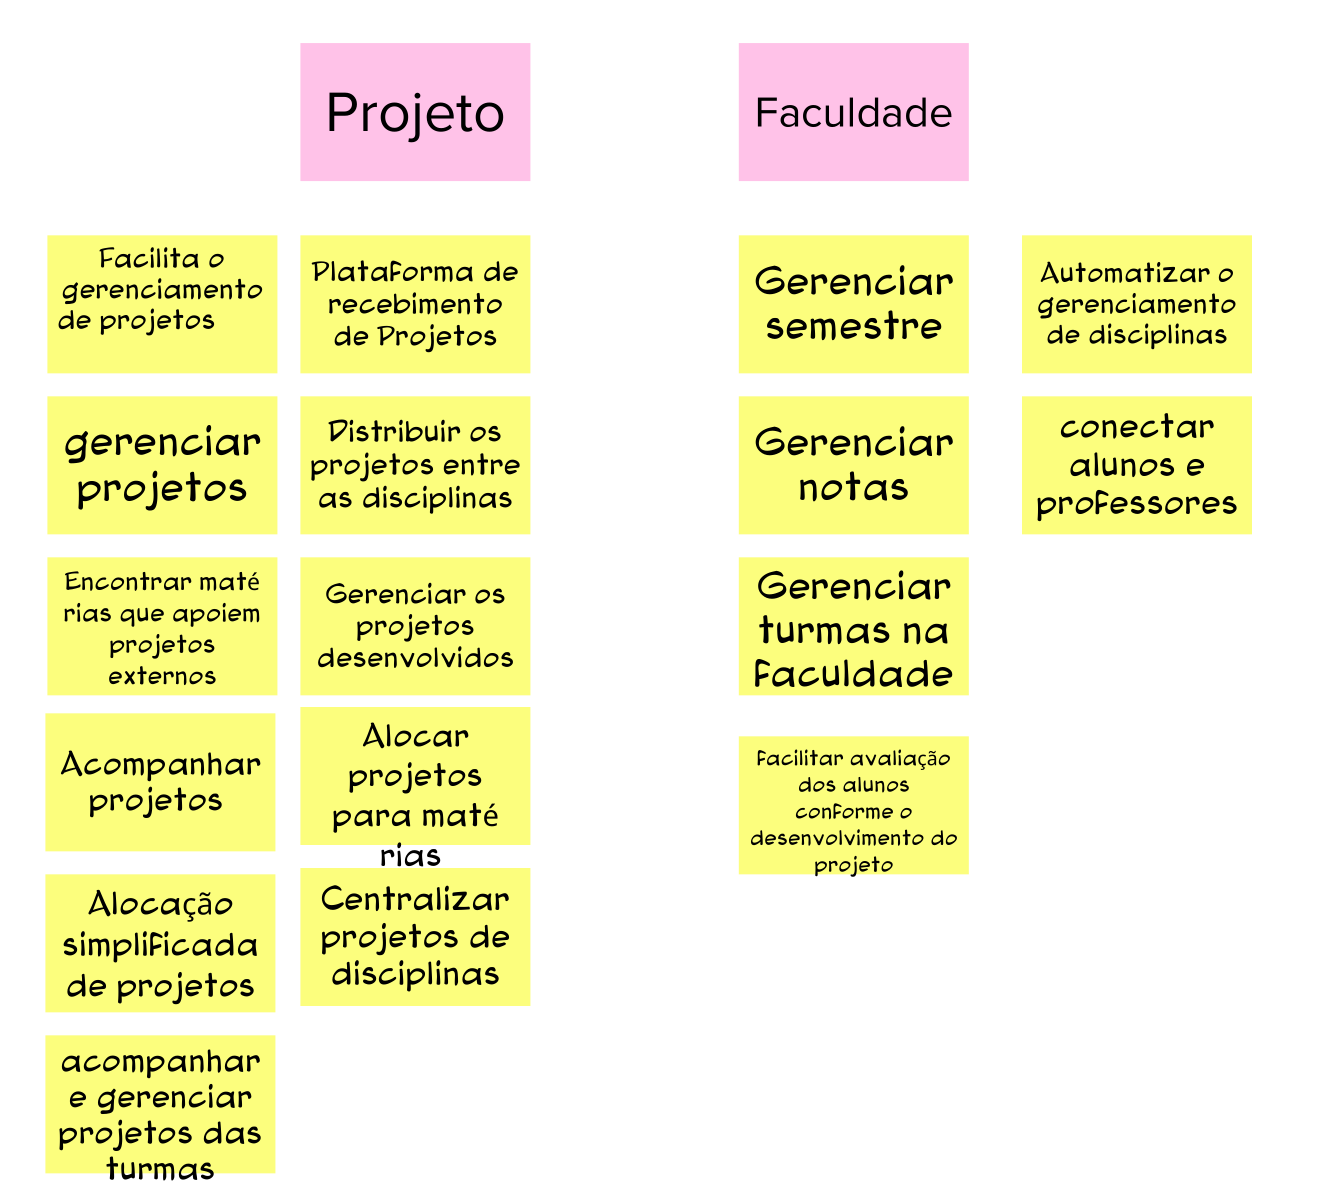 Projeto
Faculdade
Facilita o
gerenciamento
de projetos
Plataforma de
recebimento
de Projetos
Gerenciar
semestre
Automatizar o
gerenciamento
de disciplinas
gerenciar
projetos
Distribuir os
projetos entre
as disciplinas
Gerenciar
notas
conectar
alunos e
professores
Encontrar maté
rias que apoiem
projetos
externos
Gerenciar os
projetos
desenvolvidos
Gerenciar
turmas na
faculdade
Acompanhar
projetos
Alocar
projetos
para maté
rias
facilitar avaliação
dos alunos
conforme o
desenvolvimento do
projeto
Alocação
simplificada
de projetos
Centralizar
projetos de
disciplinas
acompanhar
e gerenciar
projetos das
turmas